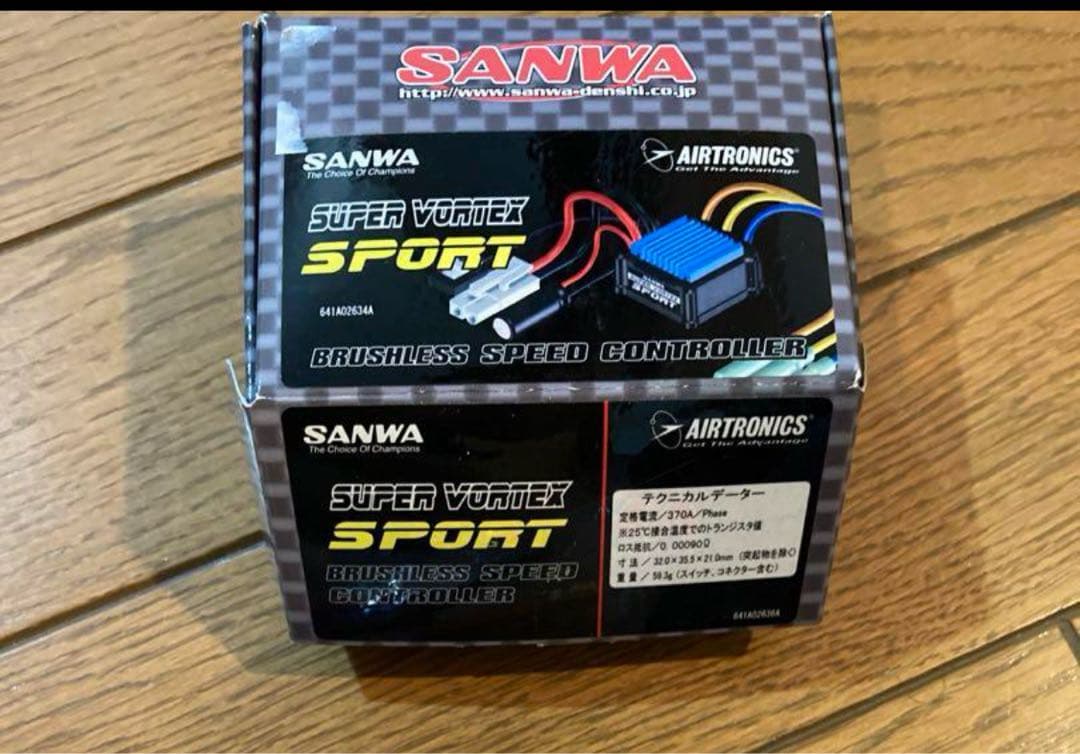 SANWA
http://www.sanwa-denshi.co.jp
SANWA
The Choice Of Champions
AIRTRONICS
Get The Advantage
SUPER VORTEX
SPORT
SANWA
SPORT
641A02634A
BRUSHLESS SPEED CONTROLLER
SANWA
The Choice Of Champions
AIRTRONICS
Get The Advantage
SUPER VORTEX
SPORT
BRUSHLESS SPEED
CONTROLLER
テクニカルデーター
定格電流/370A/Phase
※25℃接合温度でのトランジスタ値
ロス抵抗/0.00090Ω
寸法/32.0×35.5×21.0mm (突起物を除く)
重量/59.3g(スイッチ、コネクター含む)
641A02636A